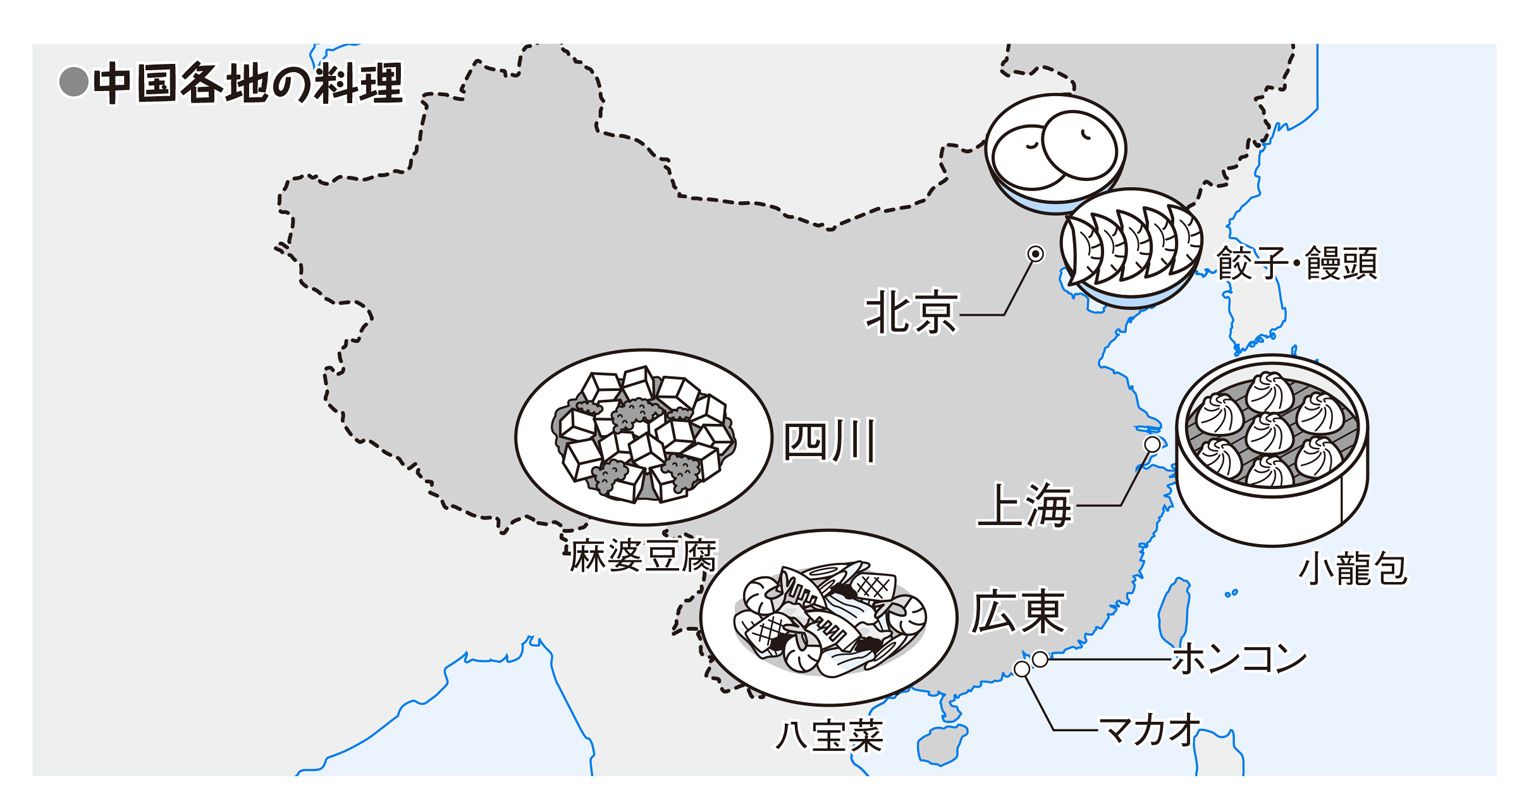 ●中国各地の料理
餃子・饅頭
北京
四川
麻婆豆腐
上海
小龍包
広東
ホンコン
マカオ
八宝菜